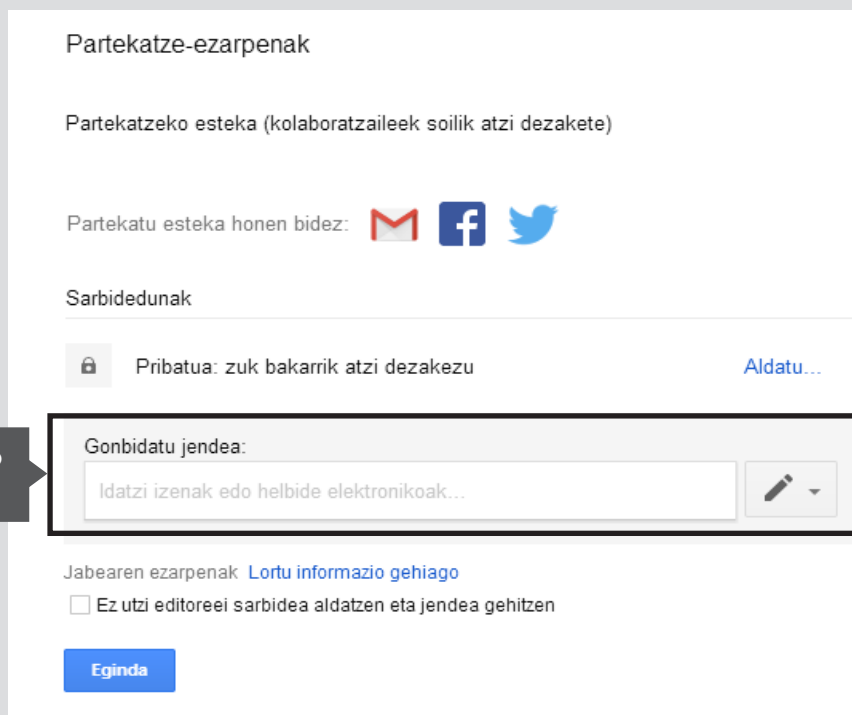 Partekatze-ezarpenak
Partekatzeko esteka (kolaboratzaileek soilik atzi dezakete)
Partekatu esteka honen bidez:
Sarbidedunak
Pribatua: zuk bakarrik atzi dezakezu Aldatu...
Gonbidatu jendea:
Idatzi izenak edo helbide elektronikoak...
Jabearen ezarpenak Lortu informazio gehiago
Ez utzi editoreei sarbidea aldatzen eta jendea gehitzen
Eginda